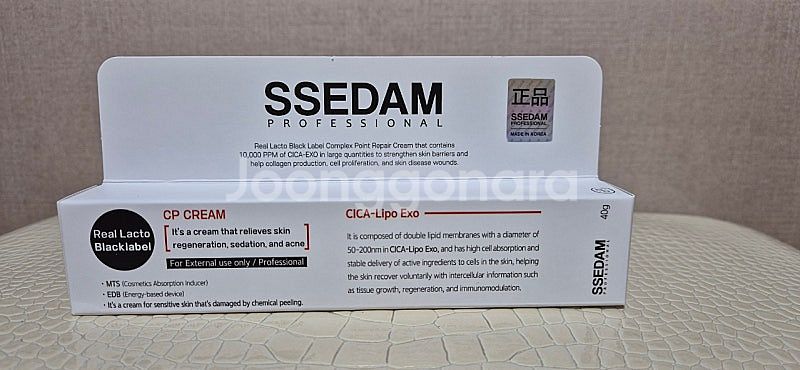 SSEDAM
PROFESSIONAL
正品
SSEDAM
PROFESSIONAL
MADE IN KOREA
Real Lacto Black Label Complex Point Repair Cream that contains
10,000 PPM of CICA-EXO in large quantities to strengthen skin barriers and
help collagen production, cell proliferation, and skin disease wounds.
Joonggonara
Real Lacto
Blacklabel
CP CREAM
It's a cream that relieves skin
regeneration, sedation, and acne
For External use only / Professional
· MTS (Cosmetics Absorption Inducer)
· EDB (Energy-based device)
· It's a cream for sensitive skin that's damaged by chemical peeling.
CICA-Lipo Exo
It is composed of double lipid membranes with a diameter of
50~200nm in CICA-Lipo Exo, and has high cell absorption and
stable delivery of active ingredients to cells in the skin, helping
the skin recover voluntarily with intercellular information such
as tissue growth, regeneration, and immunomodulation.
40g
SSEDAM
PROFESSIONAL